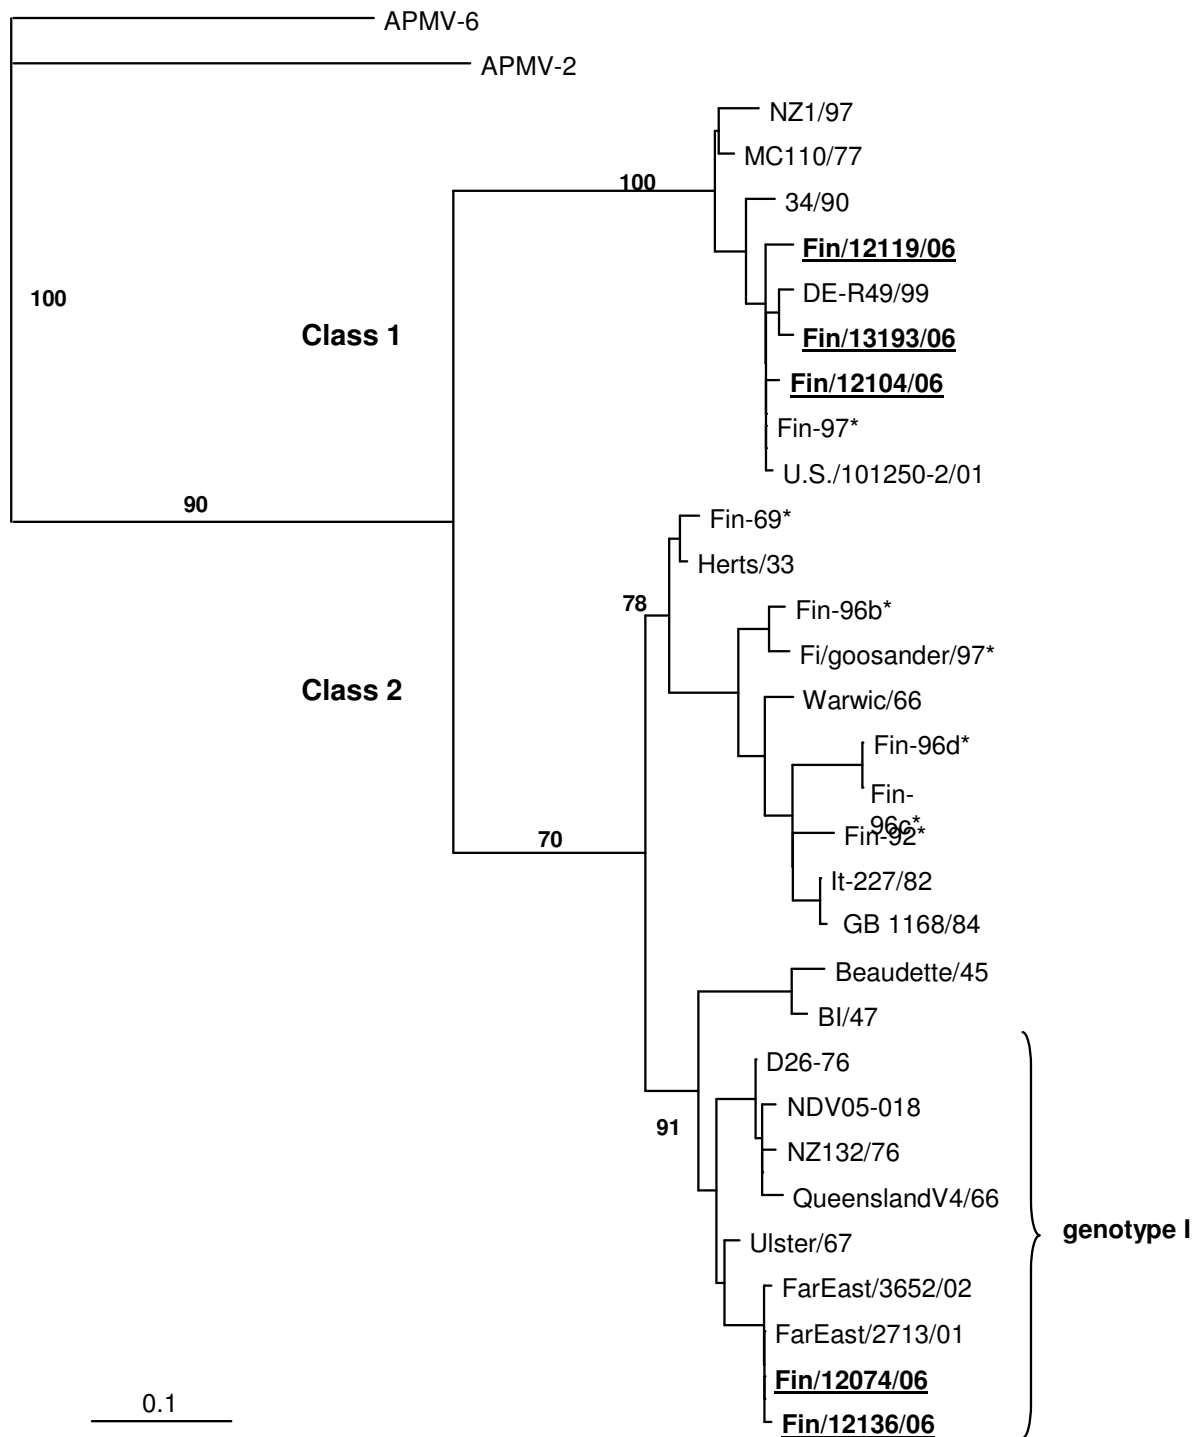 APMV-6
APMV-2
NZ1/97
MC110/77
100
34/90
Fin/12119/06
DE-R49/99
100
Class 1
Fin/13193/06
Fin/12104/06
Fin-97*
U.S./101250-2/01
90
Fin-69*
Herts/33
78
Fin-96b*
Fi/goosander/97*
Class 2
Warwic/66
Fin-96d*
Fin-
96c*
Fin-92*
70
It-227/82
GB 1168/84
Beaudette/45
BI/47
D26-76
NDV05-018
91
NZ132/76
QueenslandV4/66
genotype I
Ulster/67
FarEast/3652/02
FarEast/2713/01
Fin/12074/06
0.1
Fin/12136/06